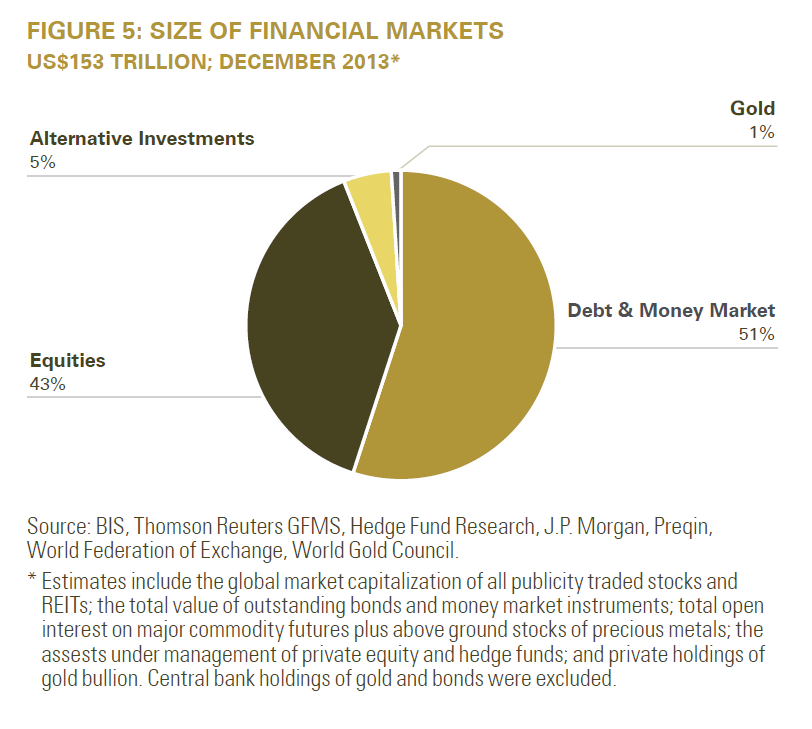 FIGURE 5: SIZE OF FINANCIAL MARKETS
US$153 TRILLION; DECEMBER 2013*
Gold
1%
Alternative Investments
5%
Debt & Money Market
51%
Equities
43%
Source: BIS, Thomson Reuters GFMS, Hedge Fund Research, J.P. Morgan, Preqin,
World Federation of Exchange, World Gold Council.
* Estimates include the global market capitalization of all publicity traded stocks and
REITs; the total value of outstanding bonds and money market instruments; total open
interest on major commodity futures plus above ground stocks of precious metals; the
assests under management of private equity and hedge funds; and private holdings of
gold bullion. Central bank holdings of gold and bonds were excluded.